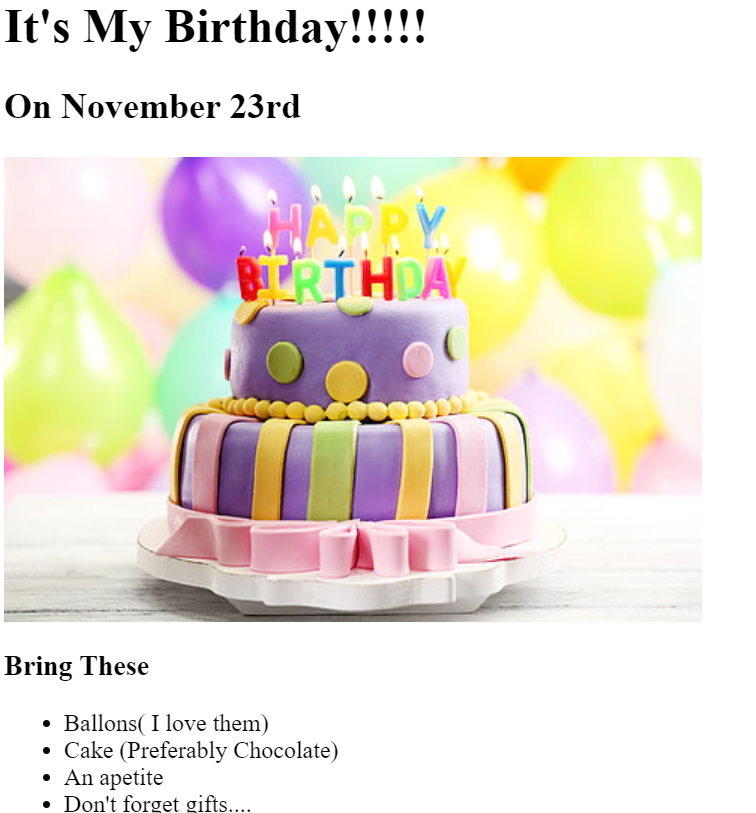 It's My Birthday!!!!!
On November 23rd
HAPPY
BIRTHDAY
Bring These
Ballons( I love them)
Cake (Preferably Chocolate)
An apetite
Don't forget gifts....